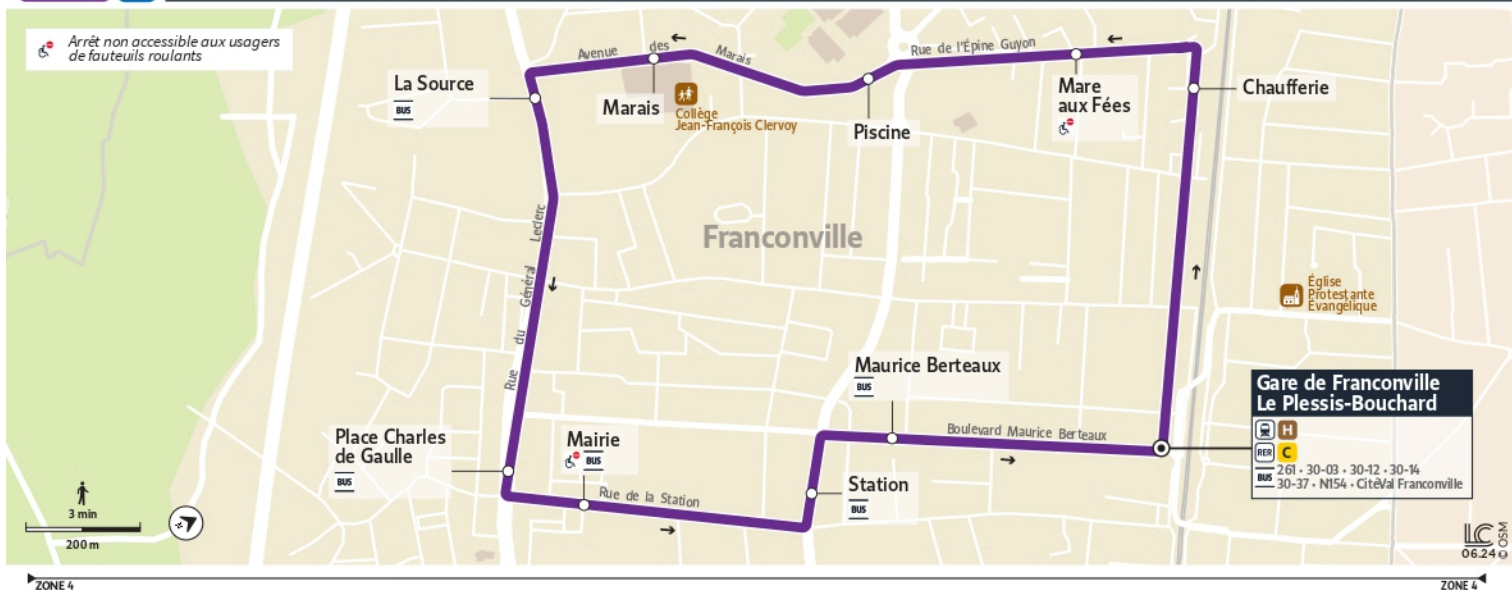 Arrêt non accessible aux usagers
de fauteuils roulants
Avenue des Marais
Rue de l'Épine Guyon
La Source
BUS
Marais
Collège
Jean-François Clervoy
Piscine
Mare
aux Fées
Chaufferie
Franconville
Rue du Général Leclerc
Église
Protestante
Évangélique
Maurice Berteaux
BUS
Boulevard Maurice Berteaux
Gare de Franconville
Le Plessis-Bouchard
H
RER C
BUS 261 • 30-03 • 30-12 • 30-14
30-37 • N154 • CitéVal Franconville
Place Charles
de Gaulle
BUS
Mairie
BUS
Rue de la Station
Station
BUS
3 min
200 m
LC
06.24 © OSM
ZONE 4
ZONE 4